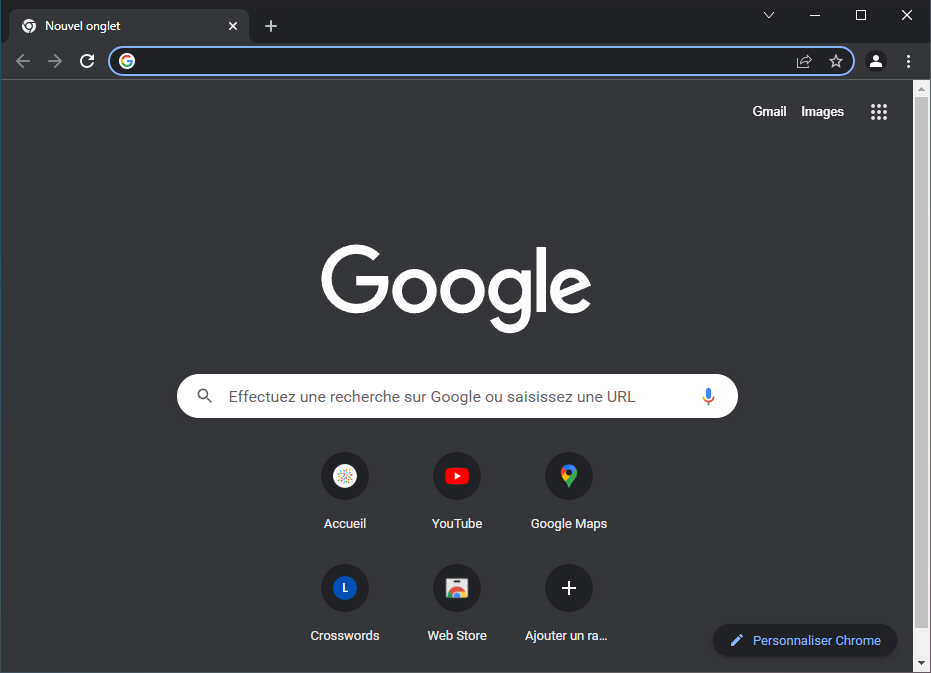 Nouvel onglet
Gmail Images
Google
Effectuez une recherche sur Google ou saisissez une URL
Accueil YouTube Google Maps
L
Crosswords Web Store Ajouter un ra...
Personnaliser Chrome